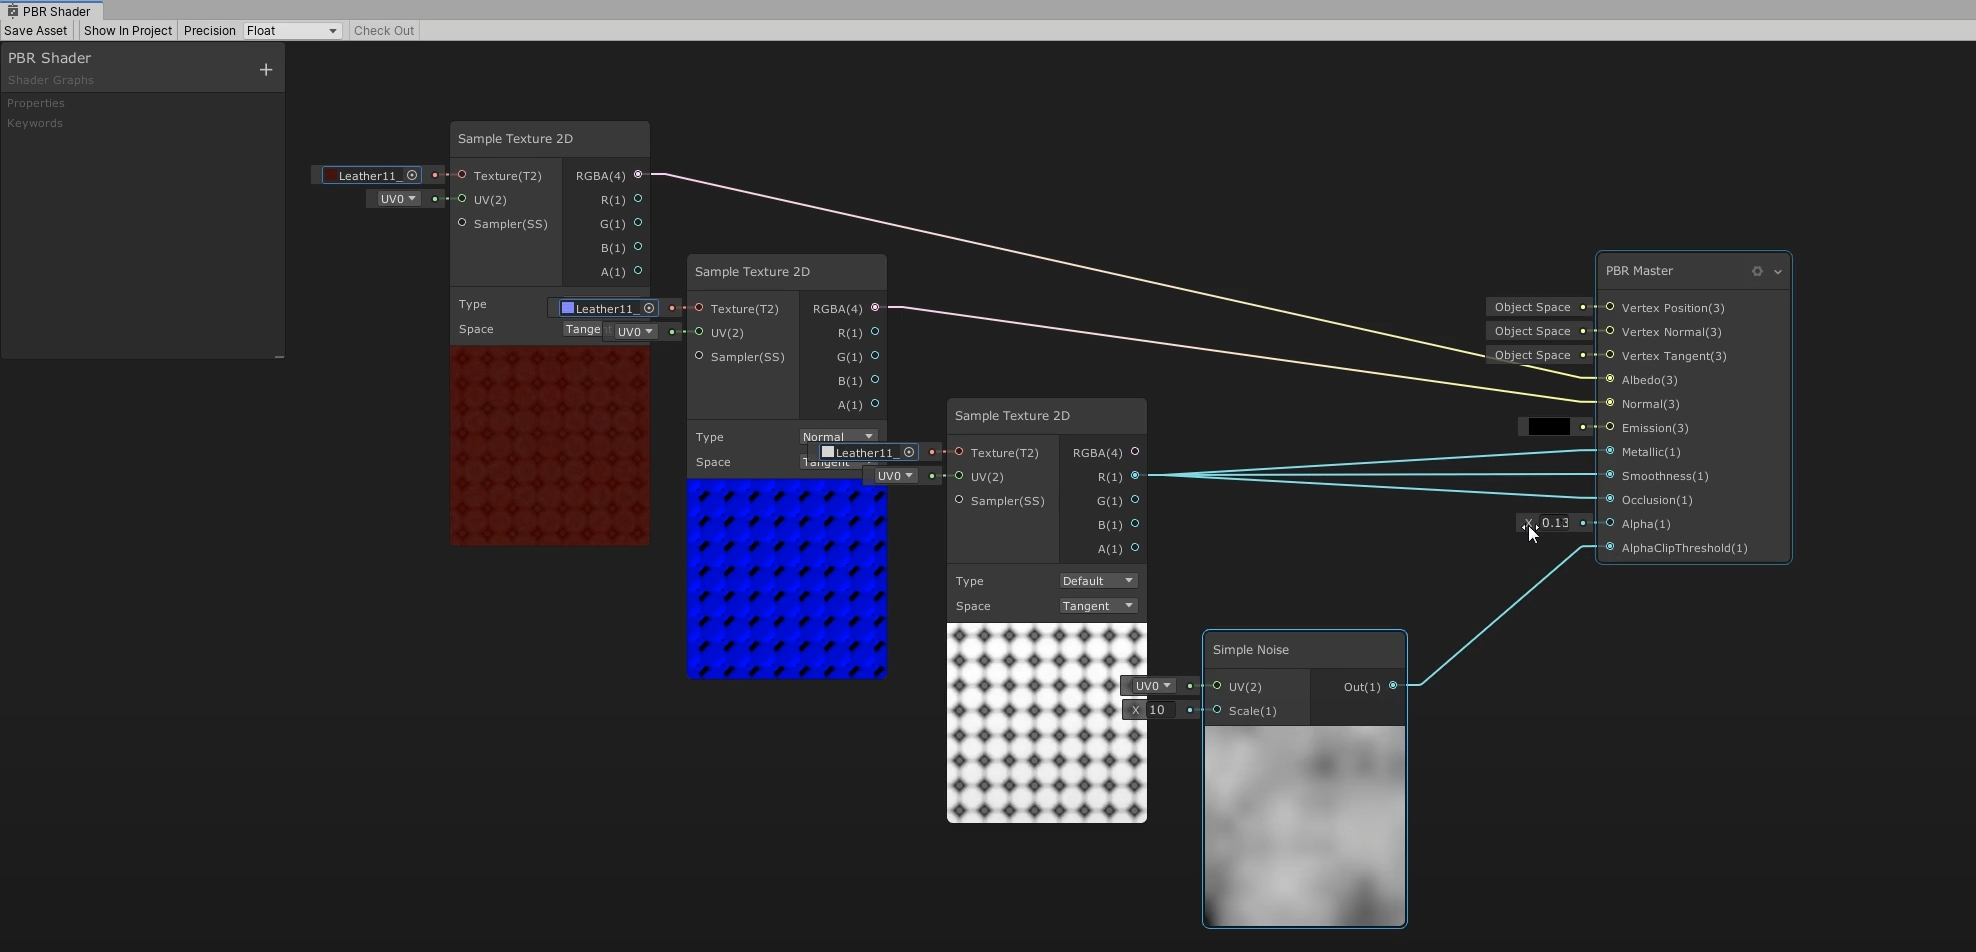 PBR Shader
Save Asset Show In Project Precision Float Check Out
PBR Shader
Shader Graphs
Properties
Keywords
Sample Texture 2D
Leather11_ Texture(T2) RGBA(4)
UV0 UV(2) R(1)
Sampler(SS) G(1)
B(1)
A(1)
Type
Space Tange
Sample Texture 2D
Leather11_ Texture(T2) RGBA(4)
UV0 UV(2) R(1)
Sampler(SS) G(1)
B(1)
A(1)
Type Normal
Space Tangent
Sample Texture 2D
Leather11_ Texture(T2) RGBA(4)
UV0 UV(2) R(1)
Sampler(SS) G(1)
B(1)
A(1)
Type Default
Space Tangent
Simple Noise
UV0 UV(2) Out(1)
X 10 Scale(1)
PBR Master
Object Space Vertex Position(3)
Object Space Vertex Normal(3)
Object Space Vertex Tangent(3)
Albedo(3)
Normal(3)
Emission(3)
Metallic(1)
Smoothness(1)
Occlusion(1)
X 0.13 Alpha(1)
AlphaClipThreshold(1)